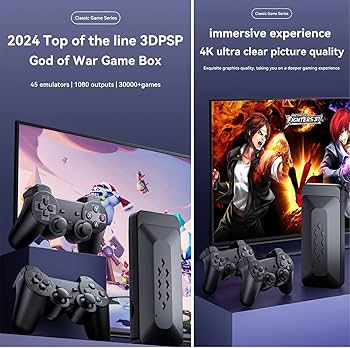 Classic Game Series
2024 Top of the line 3DPSP
God of War Game Box
45 emulators | 1080 outputs | 30000+games
Classic Game Series
immersive experience
4K ultra clear picture quality
Exquisite graphics quality, taking you on a deeper gaming experience
FIGHTERS 37